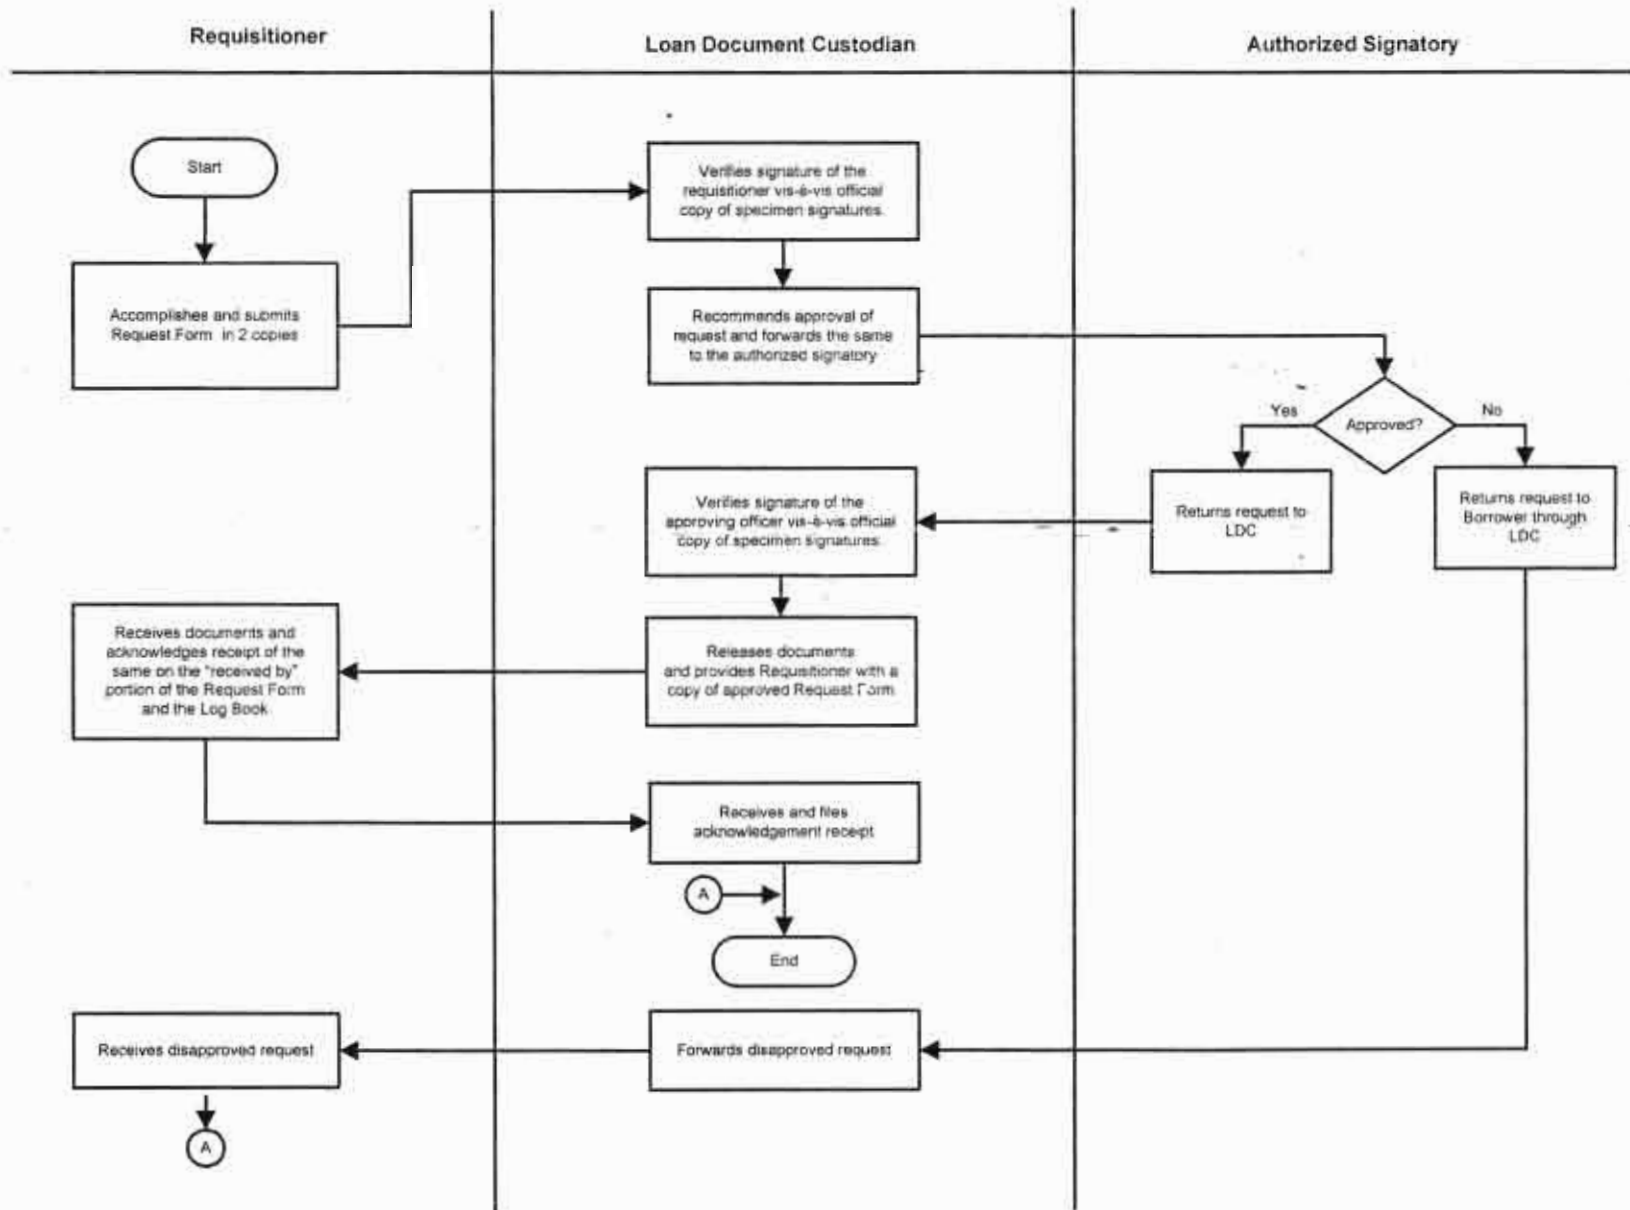 Requisitioner
Loan Document Custodian
Authorized Signatory
Start
Accomplishes and submits
Request Form in 2 copies
Verifies signature of the
requisitioner vis-è-vis official
copy of specimen signatures.
Recommends approval of
request and forwards the same
to the authorized signatory
Approved?
Yes
No
Returns request to
LDC
Returns request to
Borrower through
LDC
Verifies signature of the
approving officer vis-è-vis official
copy of specimen signatures.
Releases documents
and provides Requisitioner with a
copy of approved Request Form.
Receives documents and
acknowledges receipt of the
same on the "received by"
portion of the Request Form
and the Log Book
Receives and files
acknowledgement receipt
A
End
Forwards disapproved request
Receives disapproved request
A